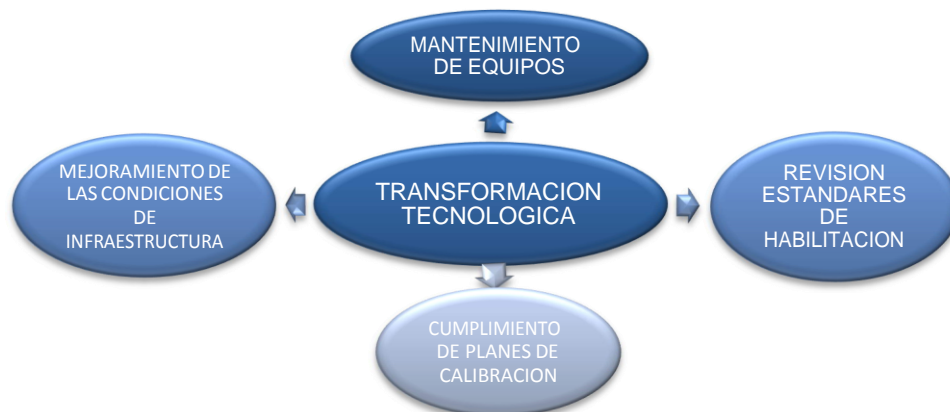 MANTENIMIENTO
DE EQUIPOS
MEJORAMIENTO DE
LAS CONDICIONES
DE
INFRAESTRUCTURA
TRANSFORMACION
TECNOLOGICA
REVISION
ESTANDARES
DE
HABILITACION
CUMPLIMIENTO
DE PLANES DE
CALIBRACION